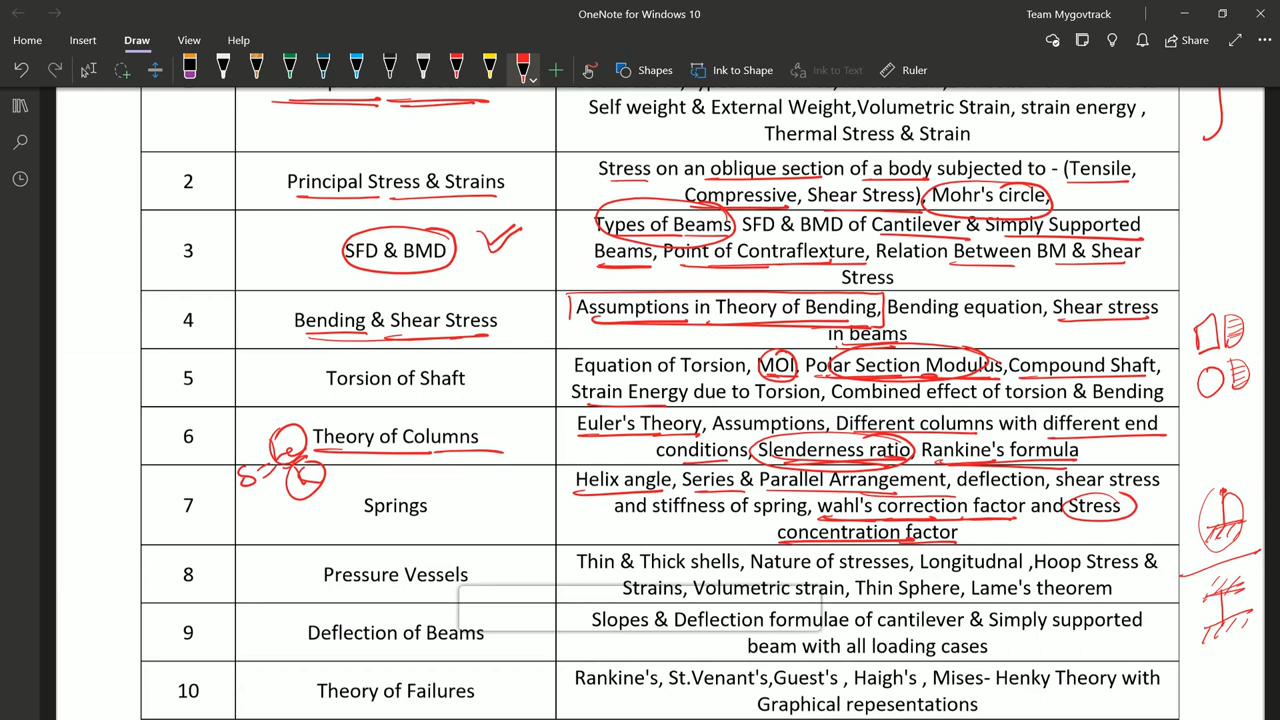 OneNote for Windows 10
Team Mygovtrack
Home Insert Draw View Help
Share
Shapes
Ink to Shape
Ink to Text
Ruler
Self weight & External Weight,Volumetric Strain, strain energy ,
Thermal Stress & Strain
2
Principal Stress & Strains
Stress on an oblique section of a body subjected to - (Tensile,
Compressive, Shear Stress), Mohr's circle,
3
SFD & BMD
Types of Beams, SFD & BMD of Cantilever & Simply Supported
Beams, Point of Contraflexture, Relation Between BM & Shear
Stress
4
Bending & Shear Stress
Assumptions in Theory of Bending, Bending equation, Shear stress
in beams
5
Torsion of Shaft
Equation of Torsion, MOI, Polar Section Modulus,Compound Shaft,
Strain Energy due to Torsion, Combined effect of torsion & Bending
6
Theory of Columns
Euler's Theory, Assumptions, Different columns with different end
conditions, Slenderness ratio, Rankine's formula
7
Springs
Helix angle, Series & Parallel Arrangement, deflection, shear stress
and stiffness of spring, wahl's correction factor and Stress
concentration factor
8
Pressure Vessels
Thin & Thick shells, Nature of stresses, Longitudnal ,Hoop Stress &
Strains, Volumetric strain, Thin Sphere, Lame's theorem
9
Deflection of Beams
Slopes & Deflection formulae of cantilever & Simply supported
beam with all loading cases
10
Theory of Failures
Rankine's, St.Venant's,Guest's , Haigh's , Mises- Henky Theory with
Graphical repesentations